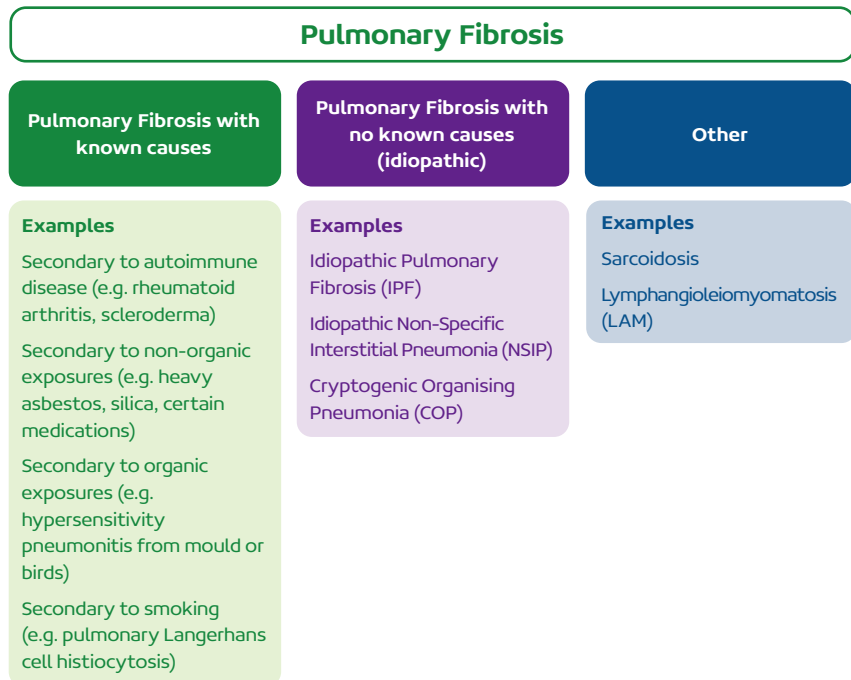 Pulmonary Fibrosis
Pulmonary Fibrosis with
known causes
Examples
Secondary to autoimmune
disease (e.g. rheumatoid
arthritis, scleroderma)
Secondary to non-organic
exposures (e.g. heavy
asbestos, silica, certain
medications)
Secondary to organic
exposures (e.g.
hypersensitivity
pneumonitis from mould or
birds)
Secondary to smoking
(e.g. pulmonary Langerhans
cell histiocytosis)
Pulmonary Fibrosis with
no known causes
(idiopathic)
Examples
Idiopathic Pulmonary
Fibrosis (IPF)
Idiopathic Non-Specific
Interstitial Pneumonia (NSIP)
Cryptogenic Organising
Pneumonia (COP)
Other
Examples
Sarcoidosis
Lymphangioleiomyomatosis
(LAM)